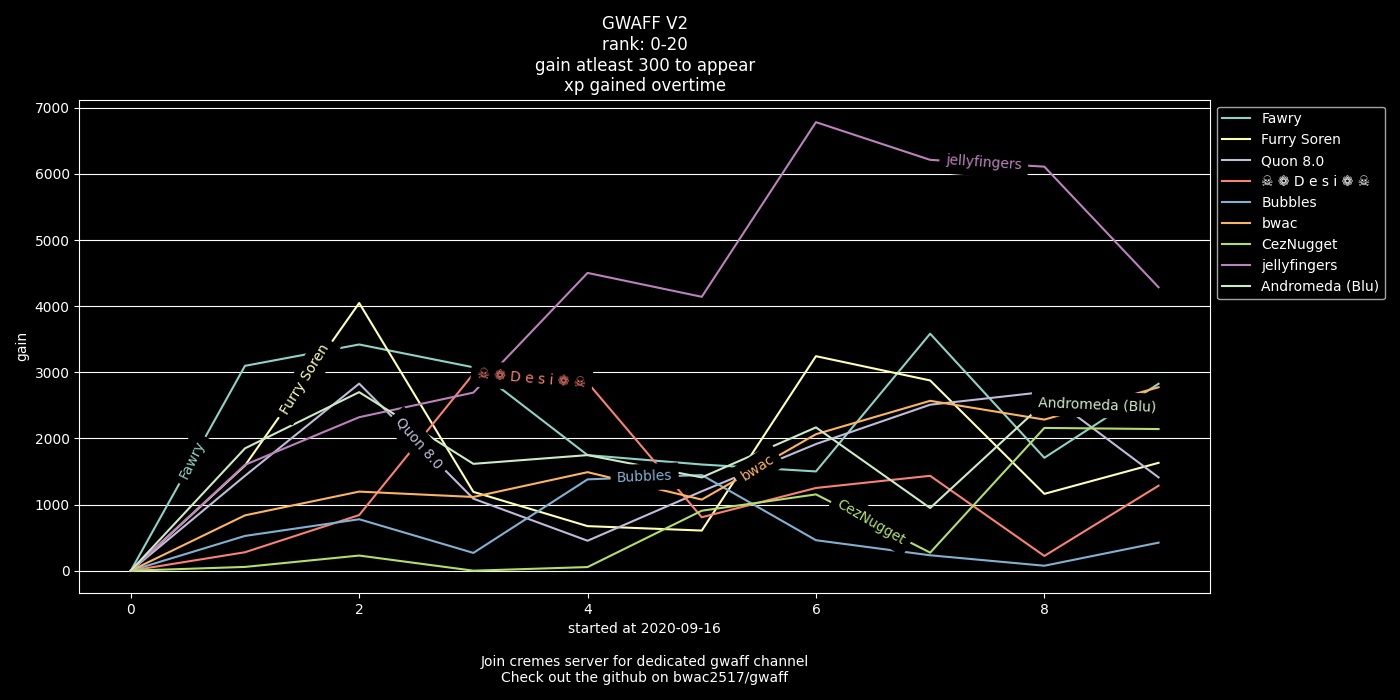 GWAFF V2
rank: 0-20
gain atleast 300 to appear
xp gained overtime
7000
6000
5000
4000
3000
2000
1000
0
gain
Fawry
Furry Soren
Quon 8.0
☠ ❁ D e s i ❁ ☠
Bubbles
bwac
CezNugget
jellyfingers
Andromeda (Blu)
Fawry
Furry Soren
Quon 8.0
☠ ❁ D e s i ❁ ☠
Bubbles
bwac
CezNugget
jellyfingers
Andromeda (Blu)
0 2 4 6 8
started at 2020-09-16
Join cremes server for dedicated gwaff channel
Check out the github on bwac2517/gwaff